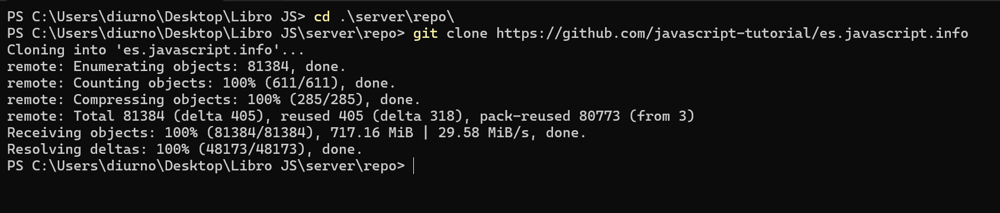 PS C:\Users\diurno\Desktop\Libro JS> cd .\server\repo\
PS C:\Users\diurno\Desktop\Libro JS\server\repo> git clone https://github.com/javascript-tutorial/es.javascript.info
Cloning into 'es.javascript.info'...
remote: Enumerating objects: 81384, done.
remote: Counting objects: 100% (611/611), done.
remote: Compressing objects: 100% (285/285), done.
remote: Total 81384 (delta 405), reused 405 (delta 318), pack-reused 80773 (from 3)
Receiving objects: 100% (81384/81384), 717.16 MiB | 29.58 MiB/s, done.
Resolving deltas: 100% (48173/48173), done.
PS C:\Users\diurno\Desktop\Libro JS\server\repo>